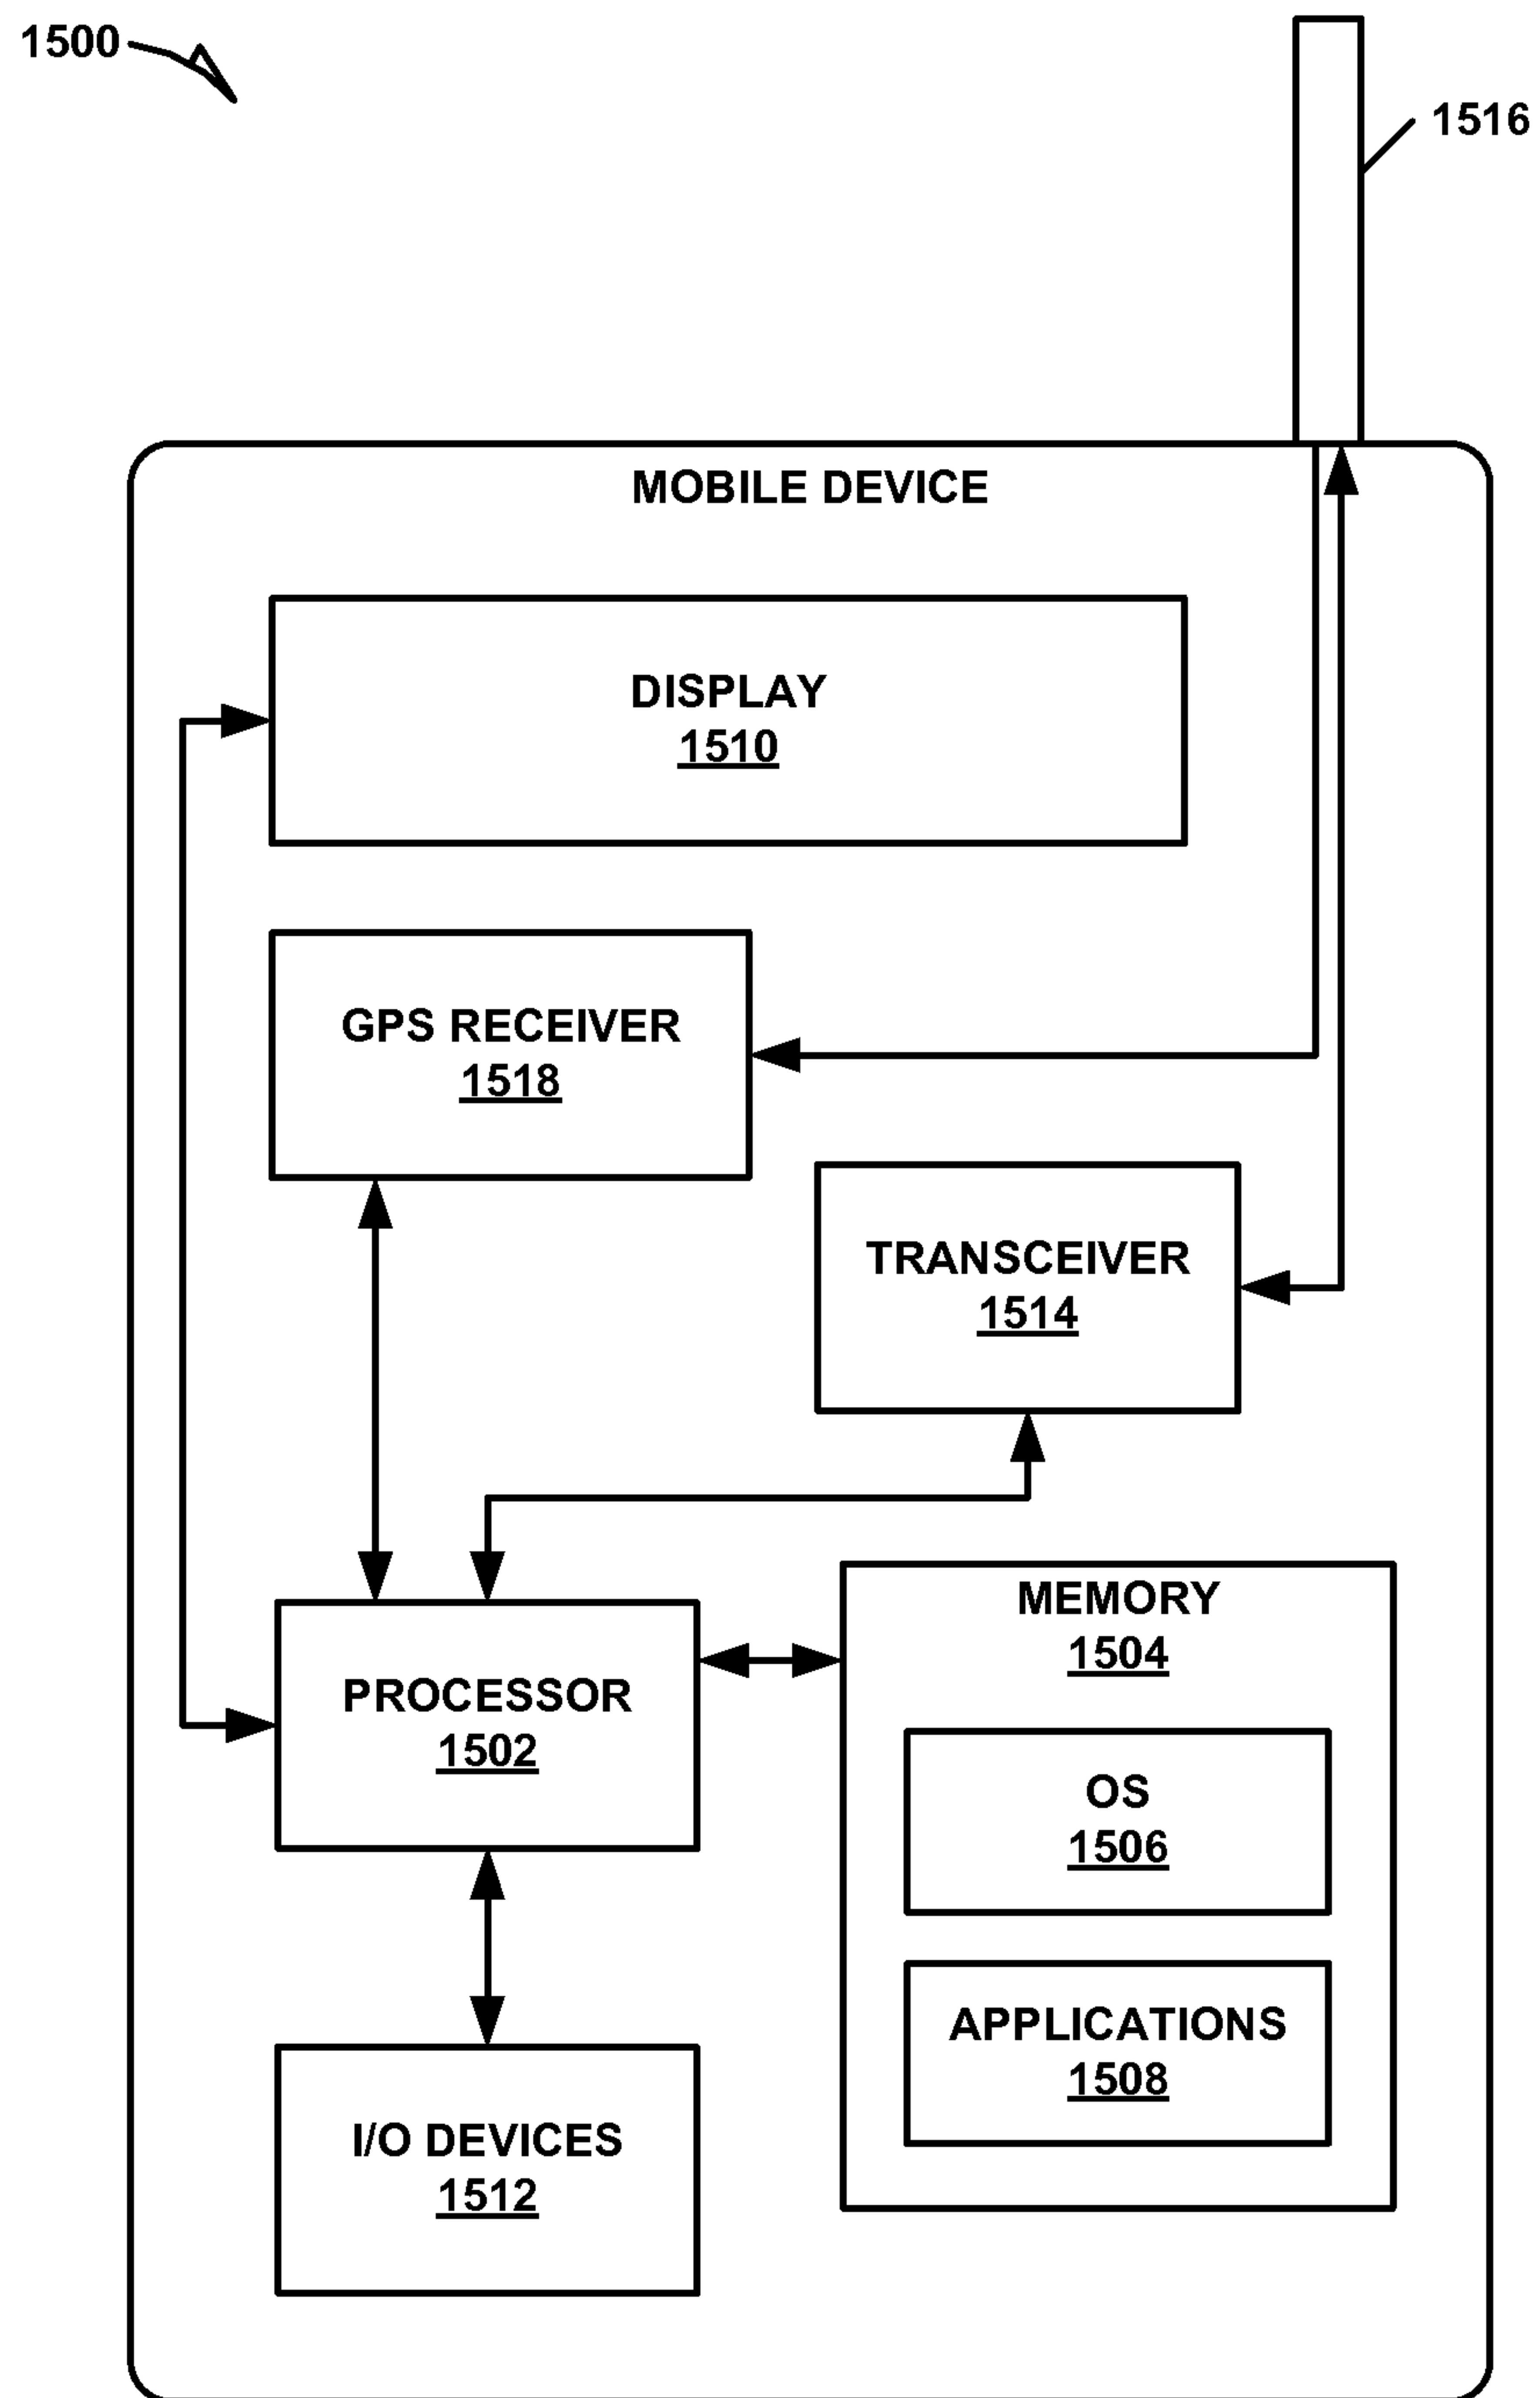 1500
1516
MOBILE DEVICE
DISPLAY
1510
GPS RECEIVER
1518
TRANSCEIVER
1514
MEMORY
1504
PROCESSOR
1502
OS
1506
APPLICATIONS
1508
I/O DEVICES
1512